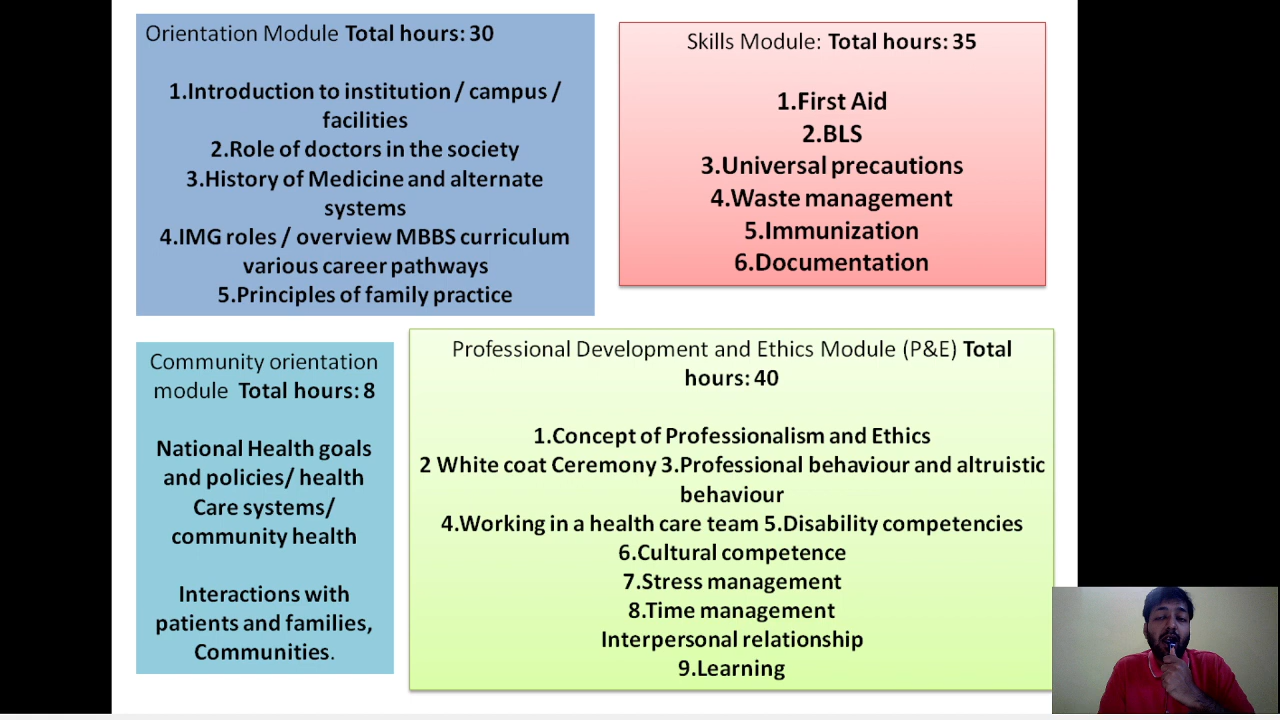 Orientation Module Total hours: 30
1.Introduction to institution / campus /
facilities
2.Role of doctors in the society
3.History of Medicine and alternate
systems
4.IMG roles / overview MBBS curriculum
various career pathways
5.Principles of family practice
Skills Module: Total hours: 35
1.First Aid
2.BLS
3.Universal precautions
4.Waste management
5.Immunization
6.Documentation
Community orientation
module Total hours: 8
National Health goals
and policies/ health
Care systems/
community health
Interactions with
patients and families,
Communities.
Professional Development and Ethics Module (P&E) Total
hours: 40
1.Concept of Professionalism and Ethics
2 White coat Ceremony 3.Professional behaviour and altruistic
behaviour
4.Working in a health care team 5.Disability competencies
6.Cultural competence
7.Stress management
8.Time management
Interpersonal relationship
9.Learning